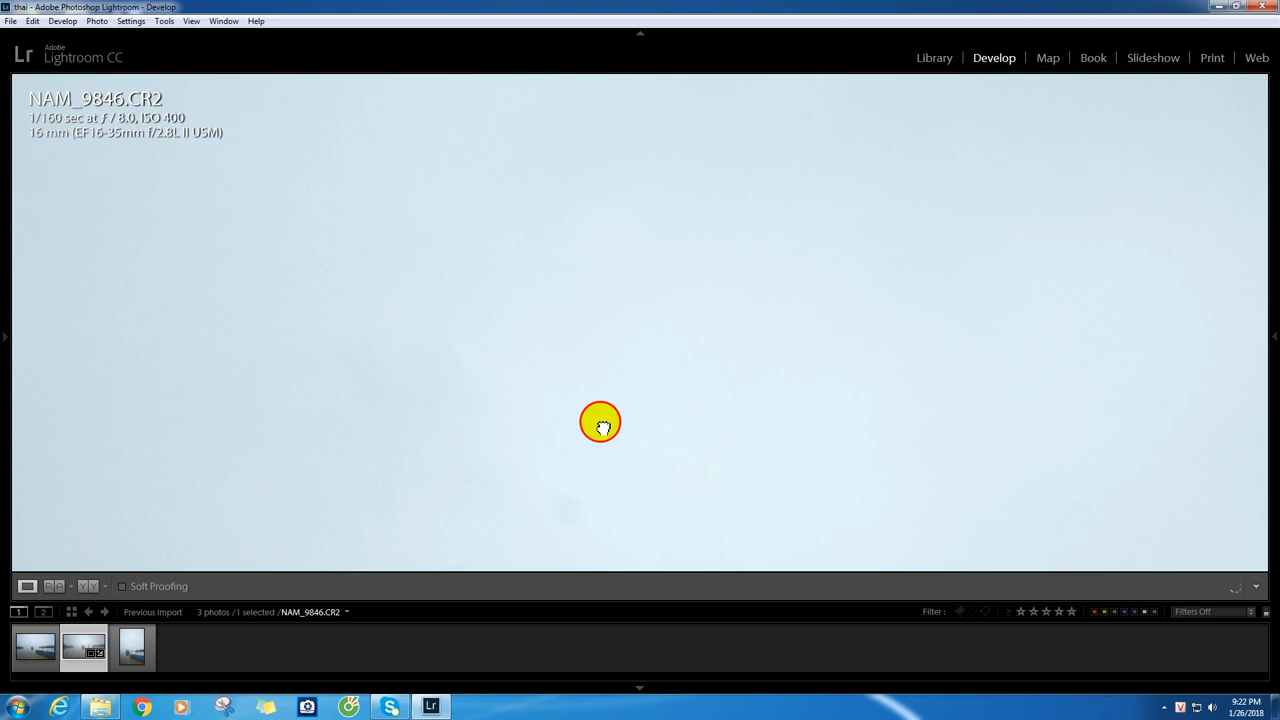 thai - Adobe Photoshop Lightroom - Develop
File Edit Develop Photo Settings Tools View Window Help
Lr Adobe Lightroom CC
Library | Develop | Map | Book | Slideshow | Print | Web
NAM_9846.CR2
1/160 sec at ƒ / 8.0, ISO 400
16 mm (EF16-35mm f/2.8L II USM)
R A Y Y Soft Proofing
1 2 Previous Import 3 photos / 1 selected / NAM_9846.CR2 Filter : Filters Off
9:22 PM
1/26/2018